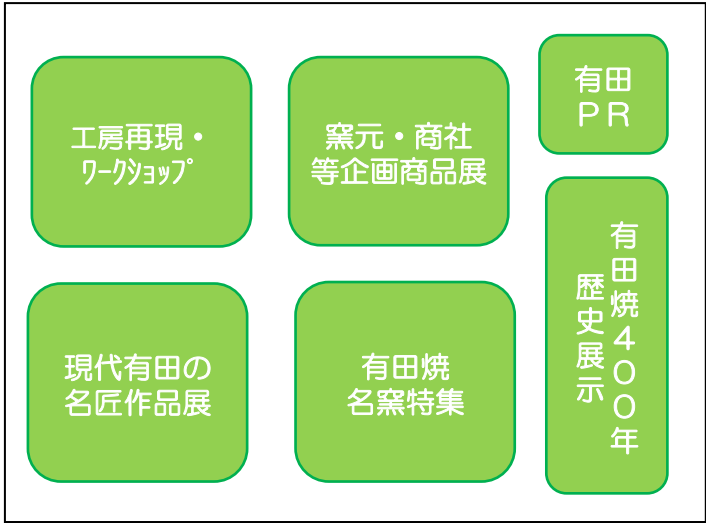 工房再現・
ﾜｰｸｼｮｯﾌﾟ
窯元・商社
等企画商品展
有田
ＰＲ
現代有田の
名匠作品展
有田焼
名窯特集
有田焼４００年
歴史展示